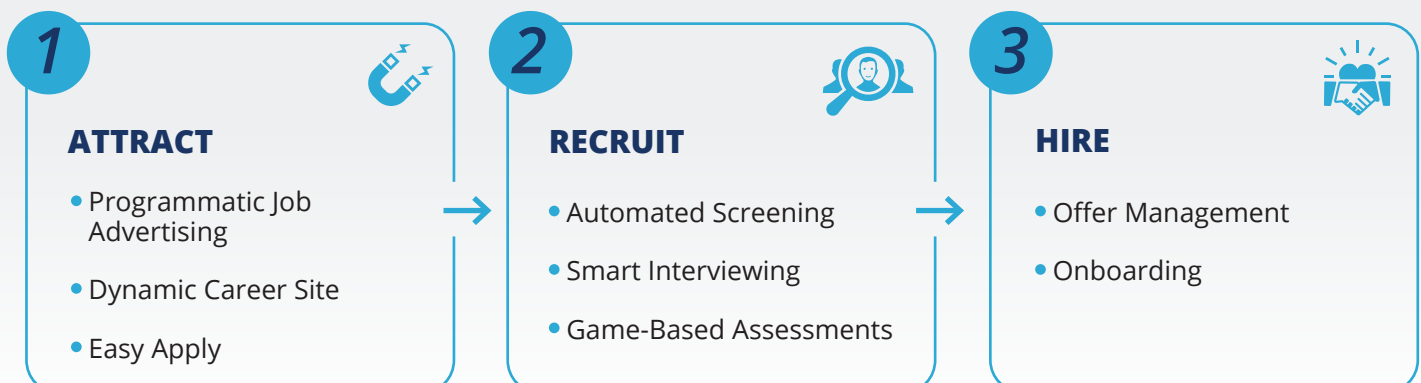 1
ATTRACT
Programmatic Job
Advertising
Dynamic Career Site
Easy Apply
2
RECRUIT
Automated Screening
Smart Interviewing
Game-Based Assessments
3
HIRE
Offer Management
Onboarding